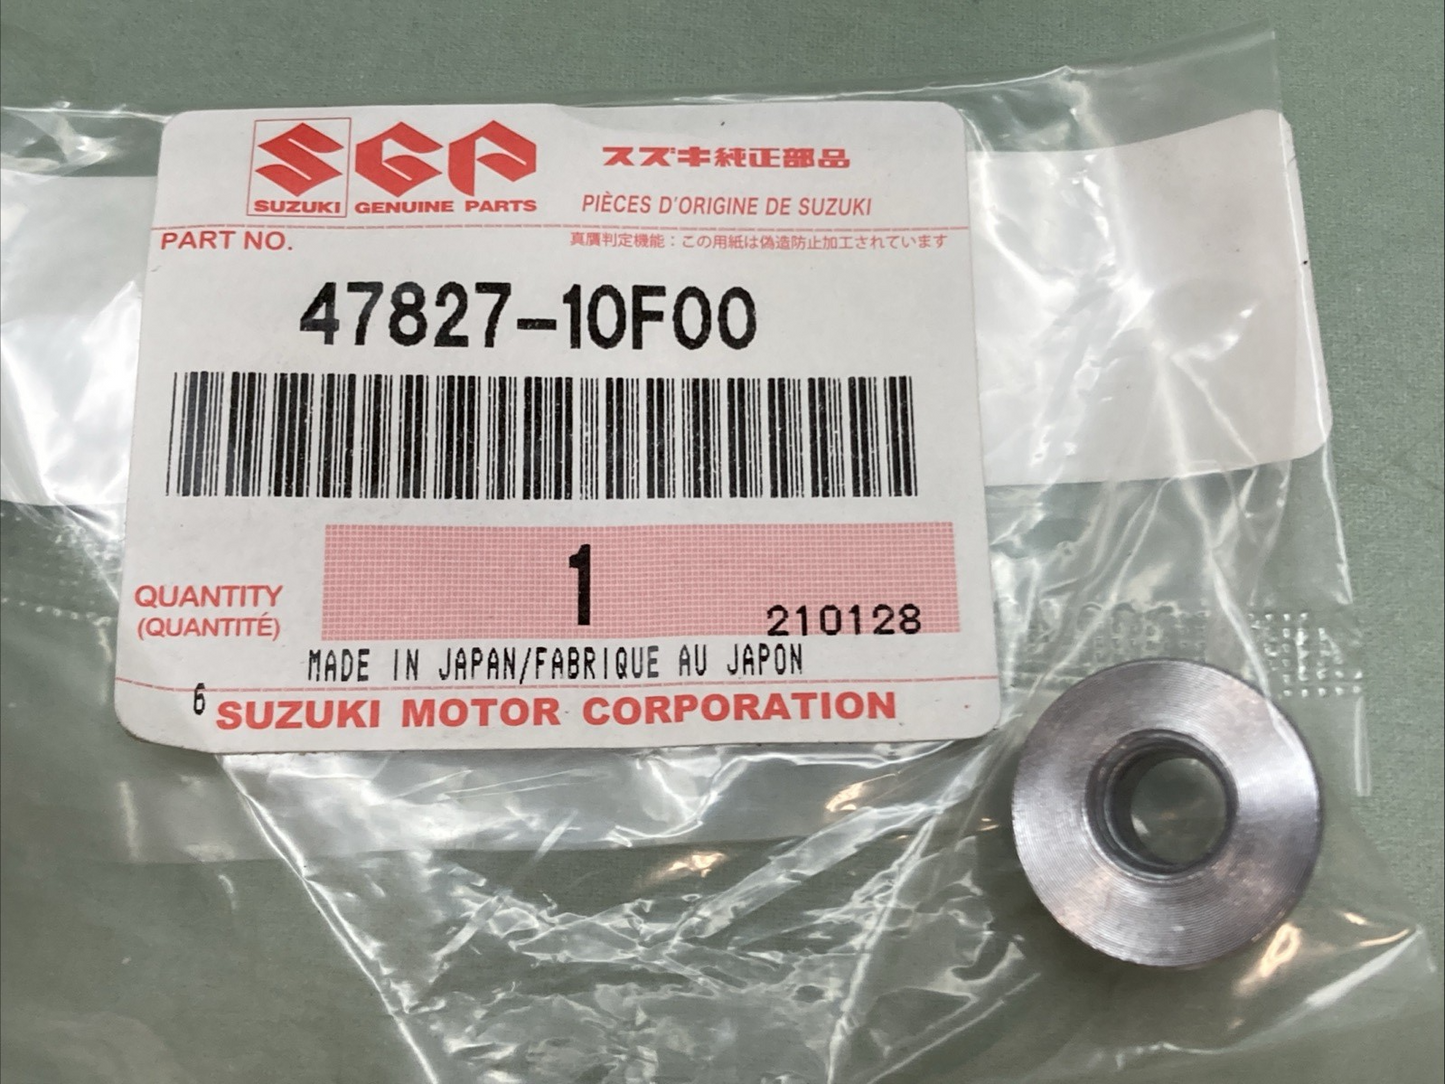 SGP
SUZUKI GENUINE PARTS
スズキ純正部品
PIÈCES D'ORIGINE DE SUZUKI
PART NO.
真贋判定機能：この用紙は偽造防止加工されています
47827-10F00
QUANTITY
(QUANTITÉ)
1
210128
MADE IN JAPAN/FABRIQUE AU JAPON
6
SUZUKI MOTOR CORPORATION